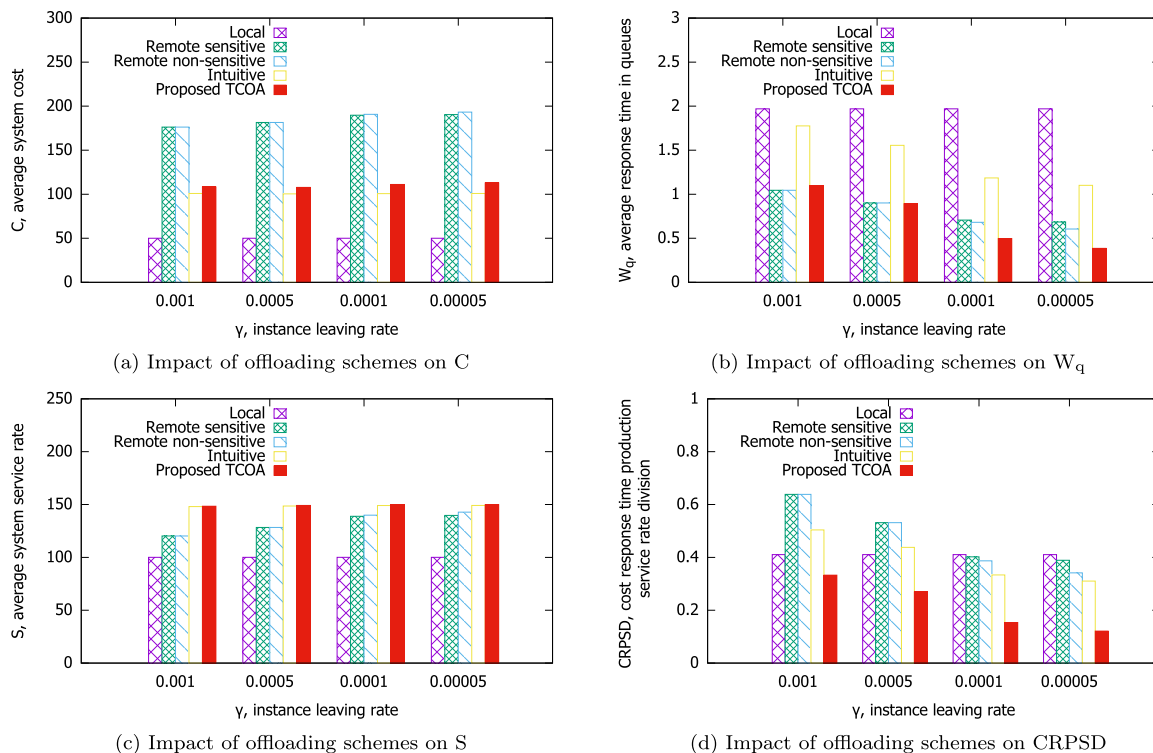 300
250
200
150
100
50
0
C, average system cost
Local
Remote sensitive
Remote non-sensitive
Intuitive
Proposed TCOA
0.001 0.0005 0.0001 0.00005
γ, instance leaving rate
(a) Impact of offloading schemes on C
3
2.5
2
1.5
1
0.5
0
Wq, average response time in queues
Local
Remote sensitive
Remote non-sensitive
Intuitive
Proposed TCOA
0.001 0.0005 0.0001 0.00005
γ, instance leaving rate
(b) Impact of offloading schemes on Wq
250
200
150
100
50
0
S, average system service rate
Local
Remote sensitive
Remote non-sensitive
Intuitive
Proposed TCOA
0.001 0.0005 0.0001 0.00005
γ, instance leaving rate
(c) Impact of offloading schemes on S
1
0.8
0.6
0.4
0.2
0
CRPSD, cost response time production
service rate division
Local
Remote sensitive
Remote non-sensitive
Intuitive
Proposed TCOA
0.001 0.0005 0.0001 0.00005
γ, instance leaving rate
(d) Impact of offloading schemes on CRPSD